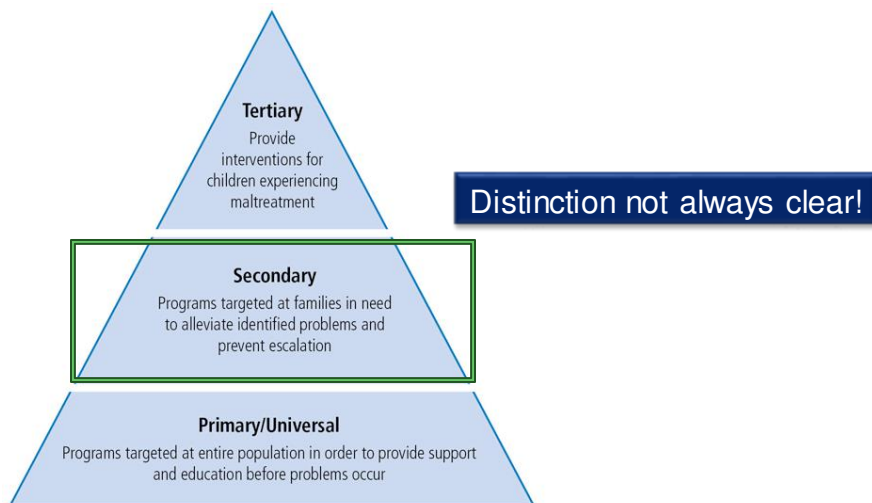 Tertiary
Provide
interventions for
children experiencing
maltreatment
Distinction not always clear!
Secondary
Programs targeted at families in need
to alleviate identified problems and
prevent escalation
Primary/Universal
Programs targeted at entire population in order to provide support
and education before problems occur